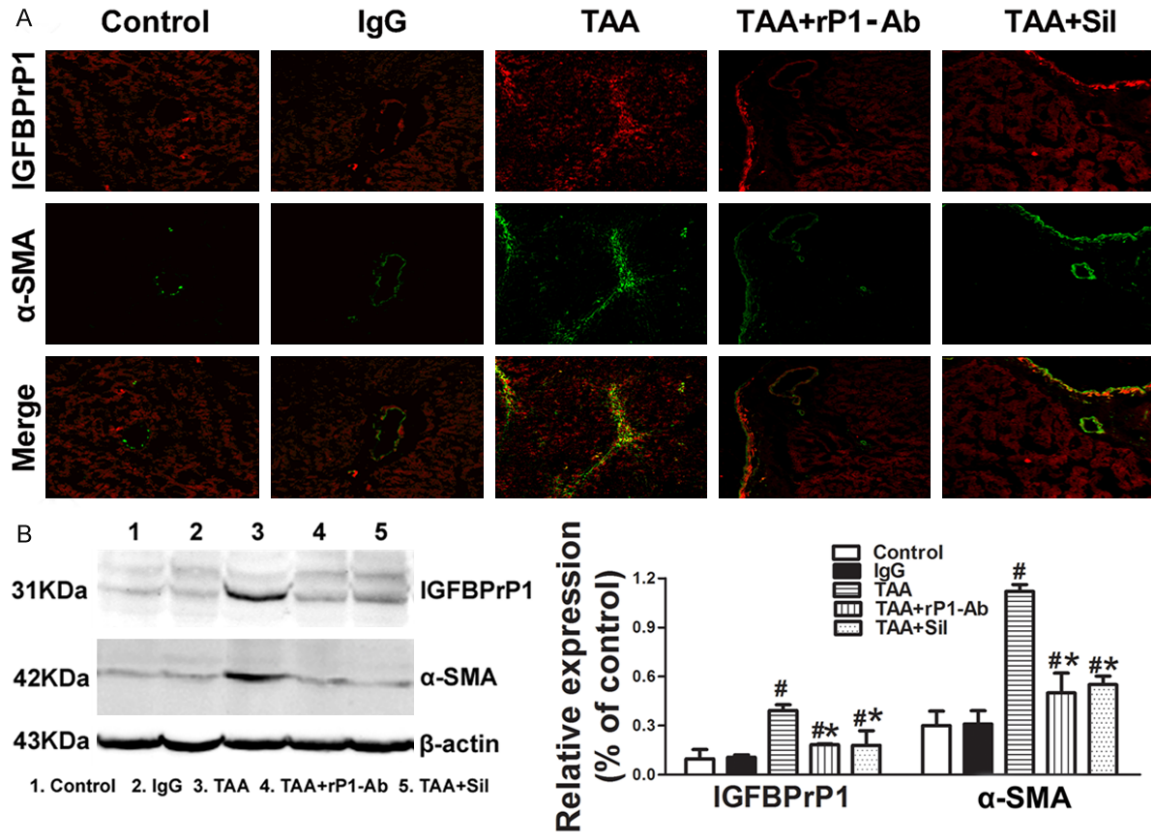 A
Control IgG TAA TAA+rP1-Ab TAA+Sil
IGFBPrP1
α-SMA
Merge
B
1 2 3 4 5
31KDa IGFBPrP1
42KDa α-SMA
43KDa β-actin
1. Control 2. IgG 3. TAA 4. TAA+rP1-Ab 5. TAA+Sil
Relative expression
(% of control)
1.2
0.9
0.6
0.3
0.0
Control
IgG
TAA
TAA+rP1-Ab
TAA+Sil
# #* #* # #* #*
IGFBPrP1 α-SMA